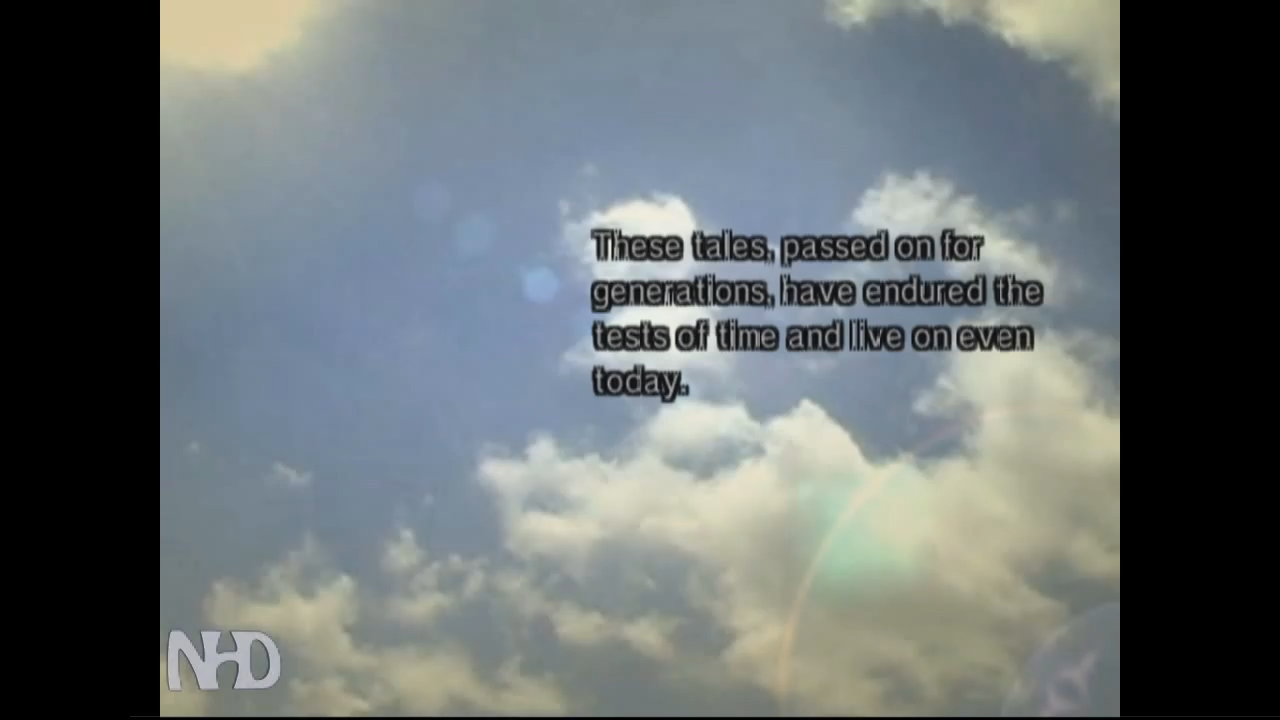 These tales, passed on for
generations, have endured the
tests of time and live on even
today.
NHD